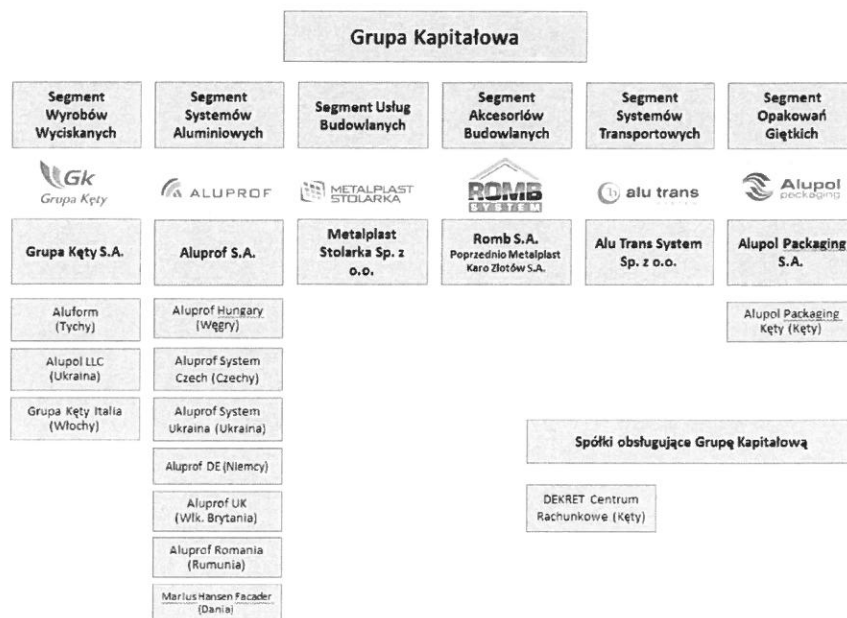 Grupa Kapitałowa
Segment
Wyrobów
Wyciskanych
Segment
Systemów
Aluminiowych
Segment Usług
Budowlanych
Segment
Akcesoriów
Budowlanych
Segment
Systemów
Transportowych
Segment
Opakowań
Giętkich
Gk
Grupa Kęty
ALUPROF
METALPLAST
STOLARKA
ROMB
SYSTEM
alu trans
Alupol
packaging
Grupa Kęty S.A.
Aluprof S.A.
Metalplast
Stolarka Sp. z
o.o.
Romb S.A.
Poprzednio Metalplast
Karo Złotów S.A.
Alu Trans System
Sp. z o.o.
Alupol Packaging
S.A.
Aluform
(Tychy)
Alupol LLC
(Ukraina)
Grupa Kęty Italia
(Włochy)
Aluprof Hungary
(Węgry)
Aluprof System
Czech (Czechy)
Aluprof System
Ukraina (Ukraina)
Aluprof DE (Niemcy)
Aluprof UK
(Wlk. Brytania)
Aluprof Romania
(Rumunia)
Marius Hansen Facader
(Dania)
Alupol Packaging
Kęty (Kęty)
Spółki obsługujące Grupę Kapitałową
DEKRET Centrum
Rachunkowe (Kęty)